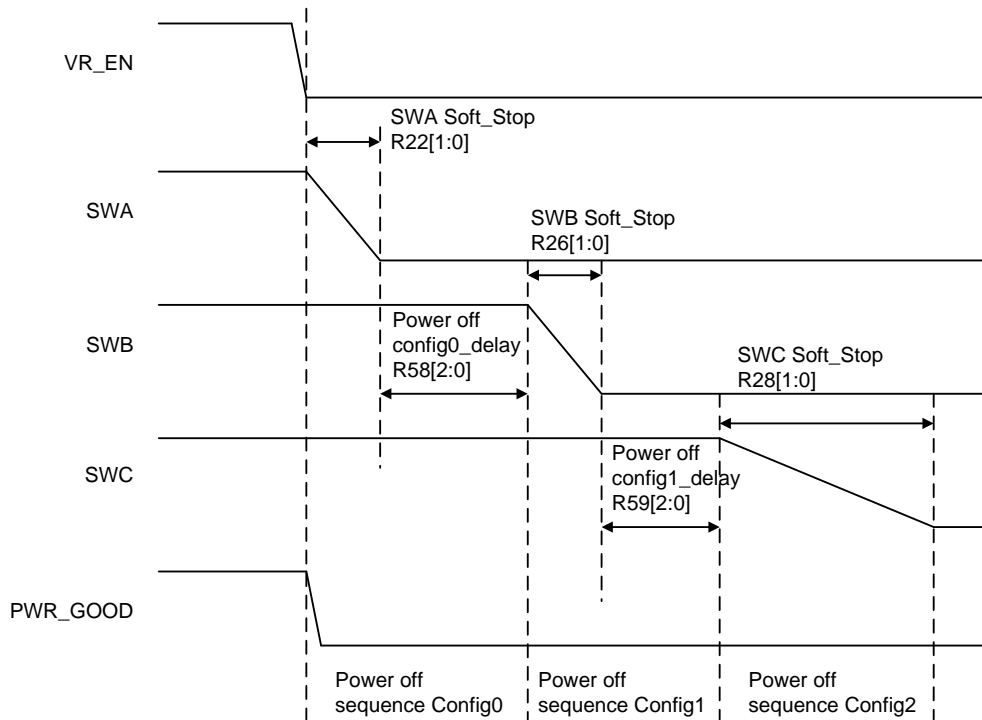 VR_EN
SWA Soft_Stop
R22[1:0]
SWA
SWB Soft_Stop
R26[1:0]
SWB
Power off
config0_delay
R58[2:0]
SWC Soft_Stop
R28[1:0]
SWC
Power off
config1_delay
R59[2:0]
PWR_GOOD
Power off
sequence Config0
Power off
sequence Config1
Power off
sequence Config2